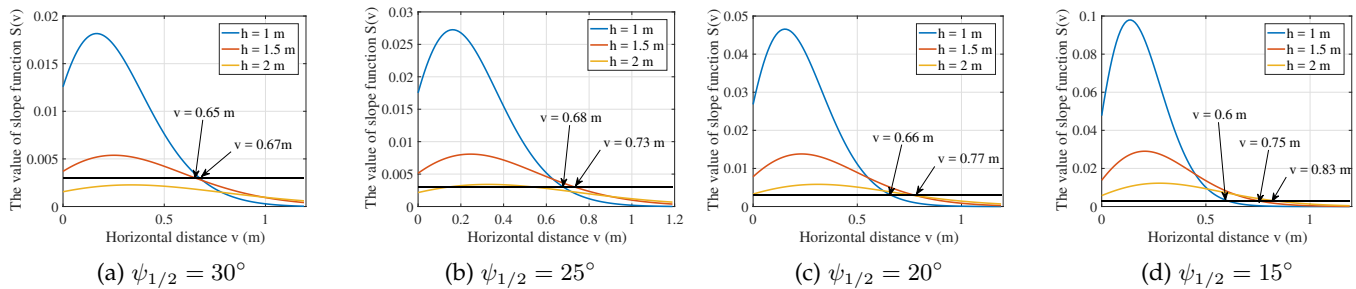 The value of slope function S(v)
0.02
0.015
0.01
0.005
0
h = 1 m
h = 1.5 m
h = 2 m
v = 0.65 m
v = 0.67m
0
0.5
1
Horizontal distance v (m)
(a) ψ1/2 = 30°
The value of slope function S(v)
0.03
0.025
0.02
0.015
0.01
0.005
0
h = 1 m
h = 1.5 m
h = 2 m
v = 0.68 m
v = 0.73 m
0
0.2
0.4
0.6
0.8
1
1.2
Horizontal distance v (m)
(b) ψ1/2 = 25°
The value of slope function S(v)
0.05
0.04
0.03
0.02
0.01
0
h = 1 m
h = 1.5 m
h = 2 m
v = 0.66 m
v = 0.77 m
0
0.5
1
Horizontal distance v (m)
(c) ψ1/2 = 20°
The value of slope function S(v)
0.1
0.08
0.06
0.04
0.02
0
h = 1 m
h = 1.5 m
h = 2 m
v = 0.6 m
v = 0.75 m
v = 0.83 m
0
0.5
1
Horizontal distance v (m)
(d) ψ1/2 = 15°